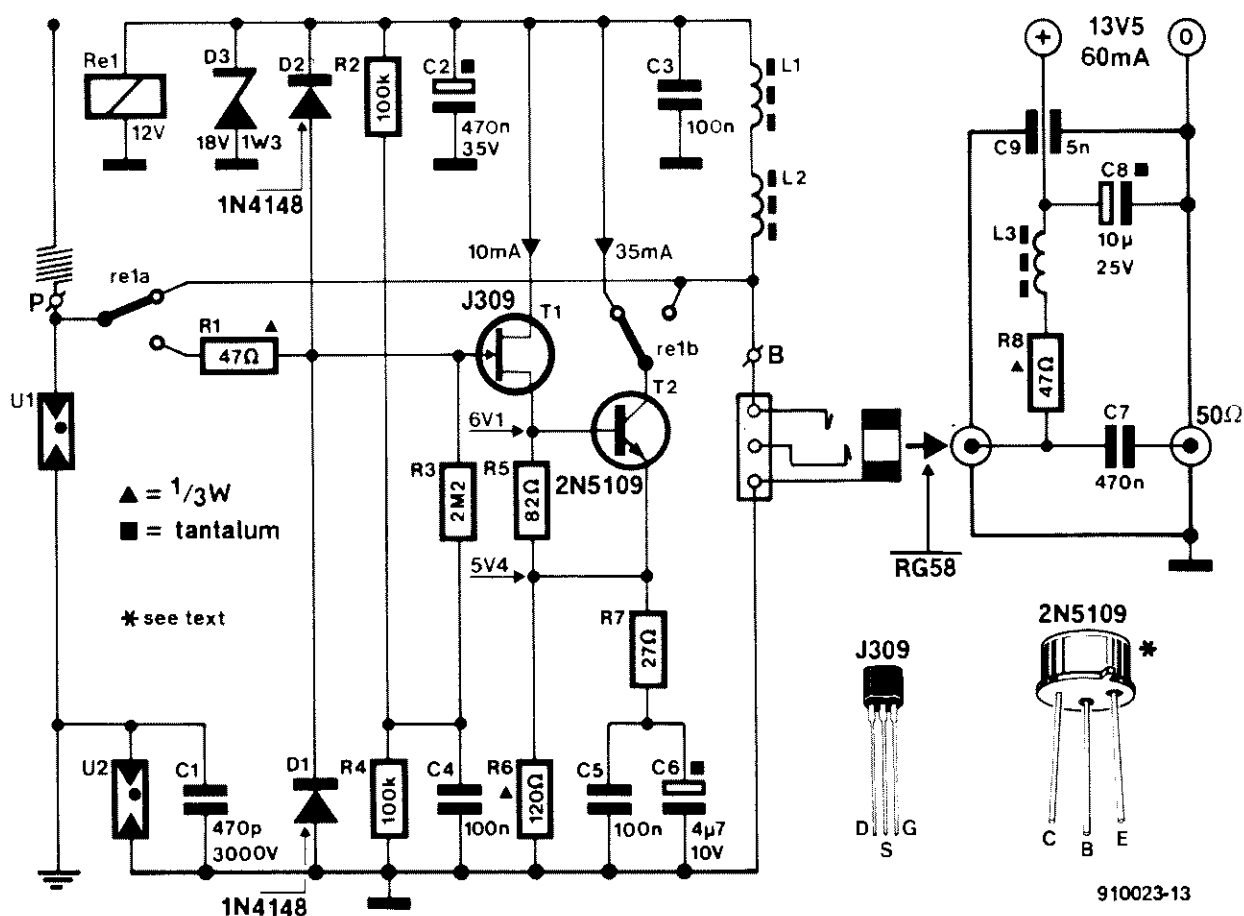 Re1
12V
D3
18V 1W3
D2
1N4148
R2
100k
C2 ■
470n
35V
C3
100n
L1
L2
13V5
60mA
+
0
C9
5n
C8 ■
10µ
25V
L3
R8
▲
47Ω
C7
470n
50Ω
P
re1a
R1 ▲
47Ω
10mA
35mA
J309
T1
re1b
T2
B
U1
6V1
R3
2M2
R5
82Ω
2N5109
▲ = 1/3W
■ = tantalum
5V4
* see text
R7
27Ω
RG58
U2
C1
470p
3000V
D1
1N4148
R4
100k
C4
100n
R6
▲
120Ω
C5
100n
C6 ■
4µ7
10V
J309
D
S
G
2N5109
*
C
B
E
910023-13